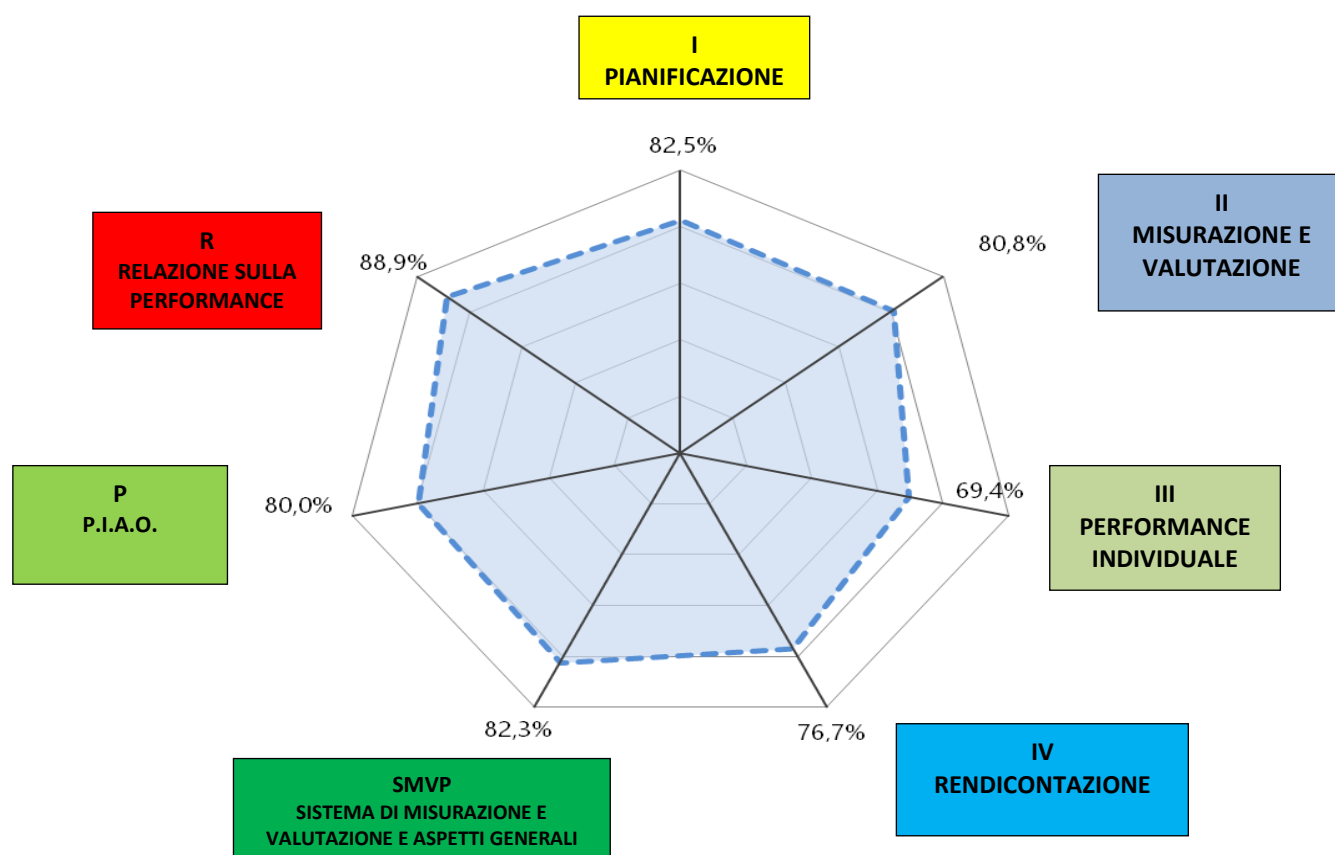 I
PIANIFICAZIONE
82,5%
II
MISURAZIONE E
VALUTAZIONE
80,8%
R
RELAZIONE SULLA
PERFORMANCE
88,9%
III
PERFORMANCE
INDIVIDUALE
69,4%
P
P.I.A.O.
80,0%
IV
RENDICONTAZIONE
76,7%
82,3%
SMVP
SISTEMA DI MISURAZIONE E
VALUTAZIONE E ASPETTI GENERALI